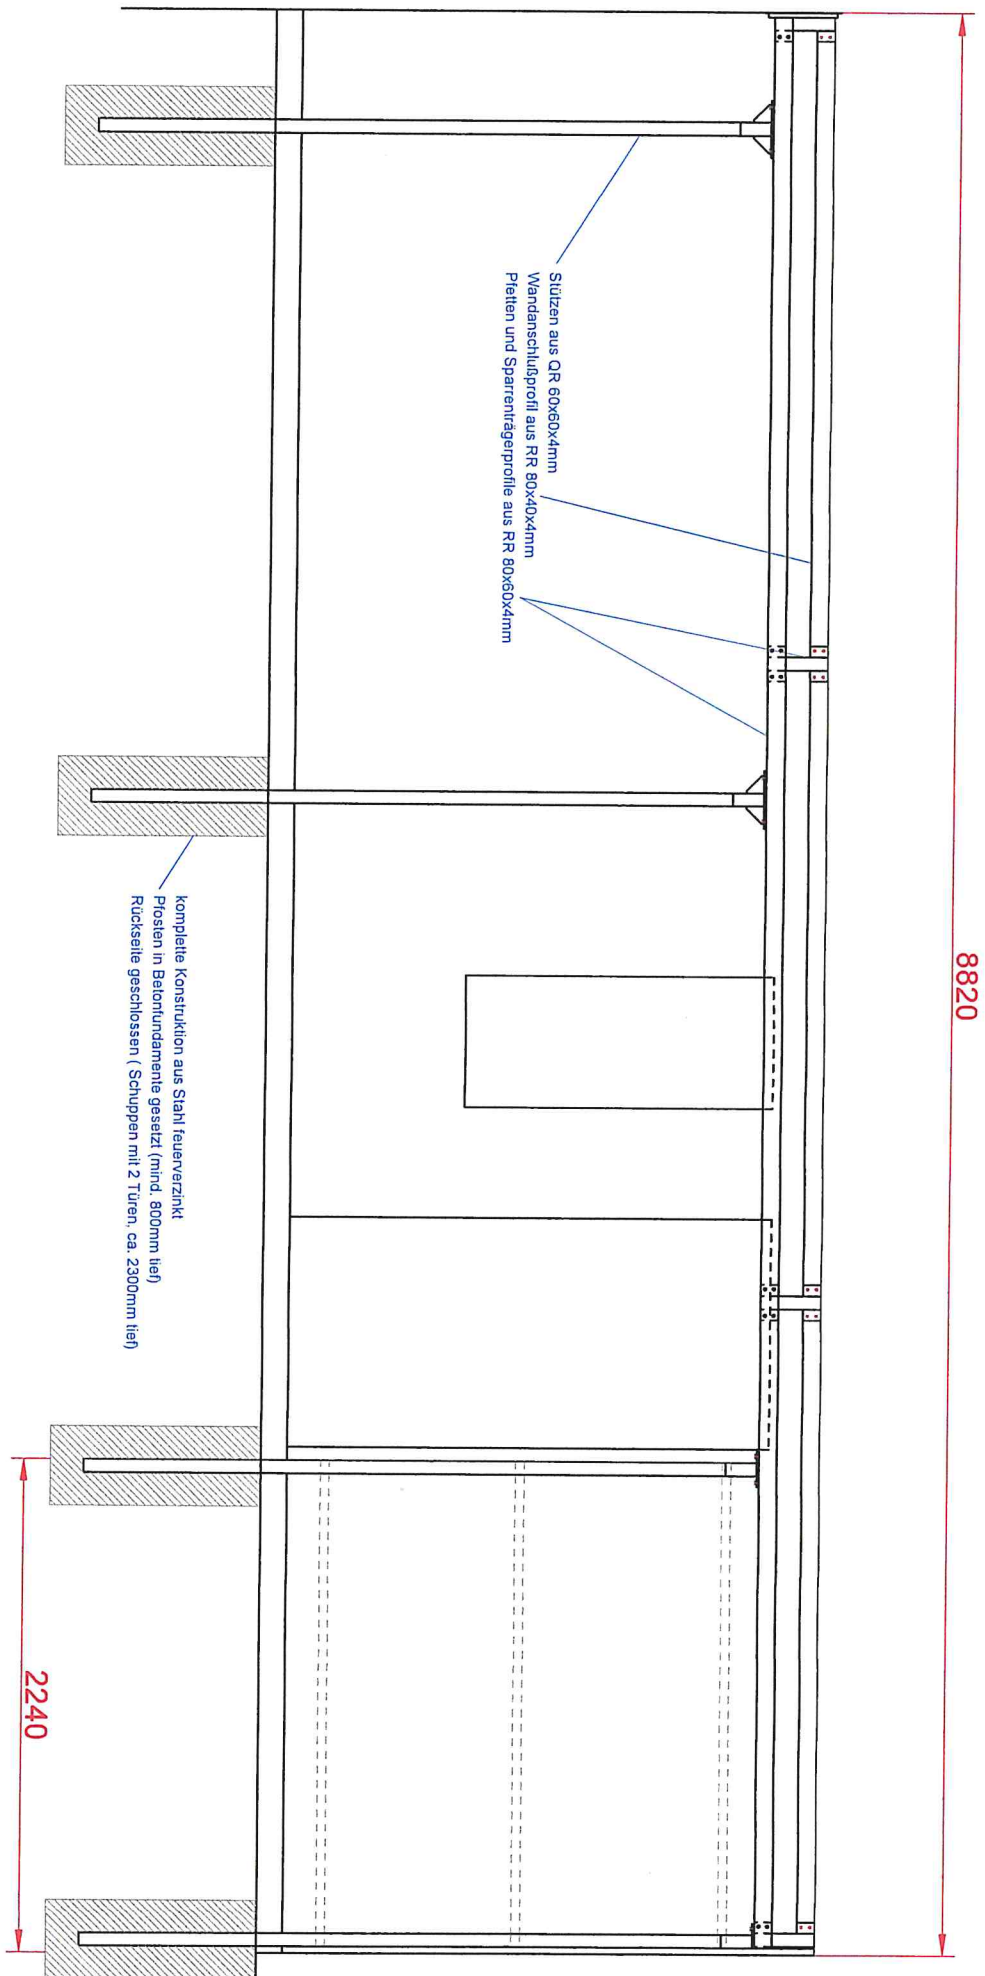 8820
Stützen aus QR 60x60x4mm
Wandanschlußprofil aus RR 80x40x4mm
Pfetten und Sparrenträgerprofile aus RR 80x60x4mm
komplette Konstruktion aus Stahl feuerverzinkt
Pfosten in Betonfundamente gesetzt (mind. 800mm tief)
Rückseite geschlossen ( Schuppen mit 2 Türen, ca. 2300mm tief)
2240